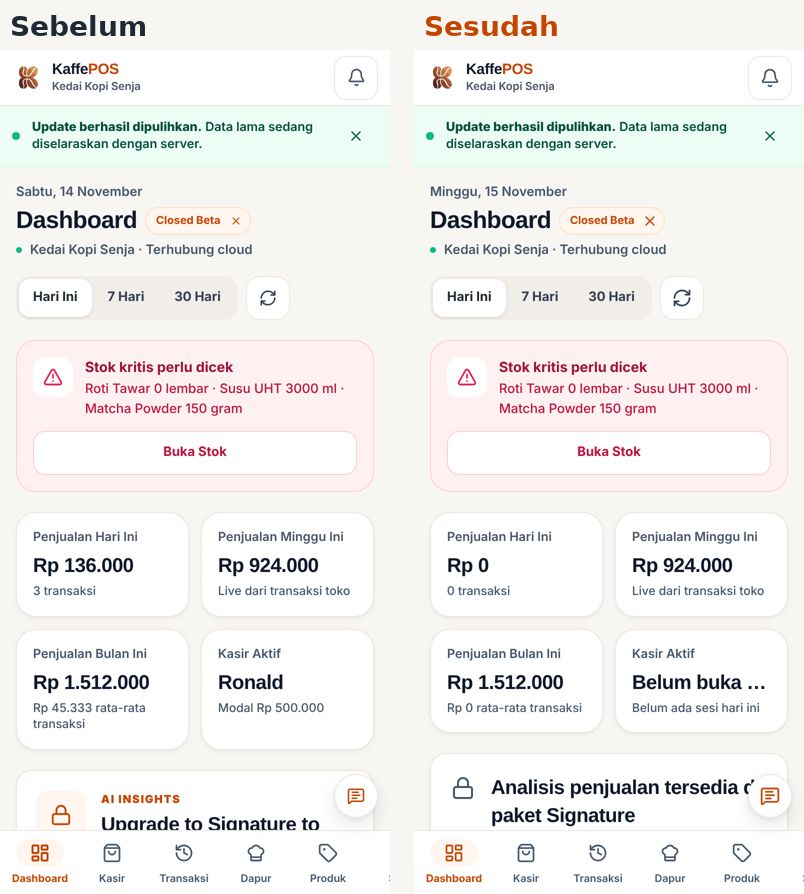 Sebelum
KaffePOS
Kedai Kopi Senja
Update berhasil dipulihkan. Data lama sedang
diselaraskan dengan server.
Sabtu, 14 November
Dashboard
Closed Beta
Kedai Kopi Senja · Terhubung cloud
Hari Ini
7 Hari
30 Hari
Stok kritis perlu dicek
Roti Tawar 0 lembar · Susu UHT 3000 ml ·
Matcha Powder 150 gram
Buka Stok
Penjualan Hari Ini
Rp 136.000
3 transaksi
Penjualan Minggu Ini
Rp 924.000
Live dari transaksi toko
Penjualan Bulan Ini
Rp 1.512.000
Rp 45.333 rata-rata
transaksi
Kasir Aktif
Ronald
Modal Rp 500.000
AI INSIGHTS
Upgrade to Signature to
Dashboard
Kasir
Transaksi
Dapur
Produk
Sesudah
KaffePOS
Kedai Kopi Senja
Update berhasil dipulihkan. Data lama sedang
diselaraskan dengan server.
Minggu, 15 November
Dashboard
Closed Beta
Kedai Kopi Senja · Terhubung cloud
Hari Ini
7 Hari
30 Hari
Stok kritis perlu dicek
Roti Tawar 0 lembar · Susu UHT 3000 ml ·
Matcha Powder 150 gram
Buka Stok
Penjualan Hari Ini
Rp 0
0 transaksi
Penjualan Minggu Ini
Rp 924.000
Live dari transaksi toko
Penjualan Bulan Ini
Rp 1.512.000
Rp 0 rata-rata transaksi
Kasir Aktif
Belum buka ...
Belum ada sesi hari ini
Analisis penjualan tersedia
paket Signature
Dashboard
Kasir
Transaksi
Dapur
Produk